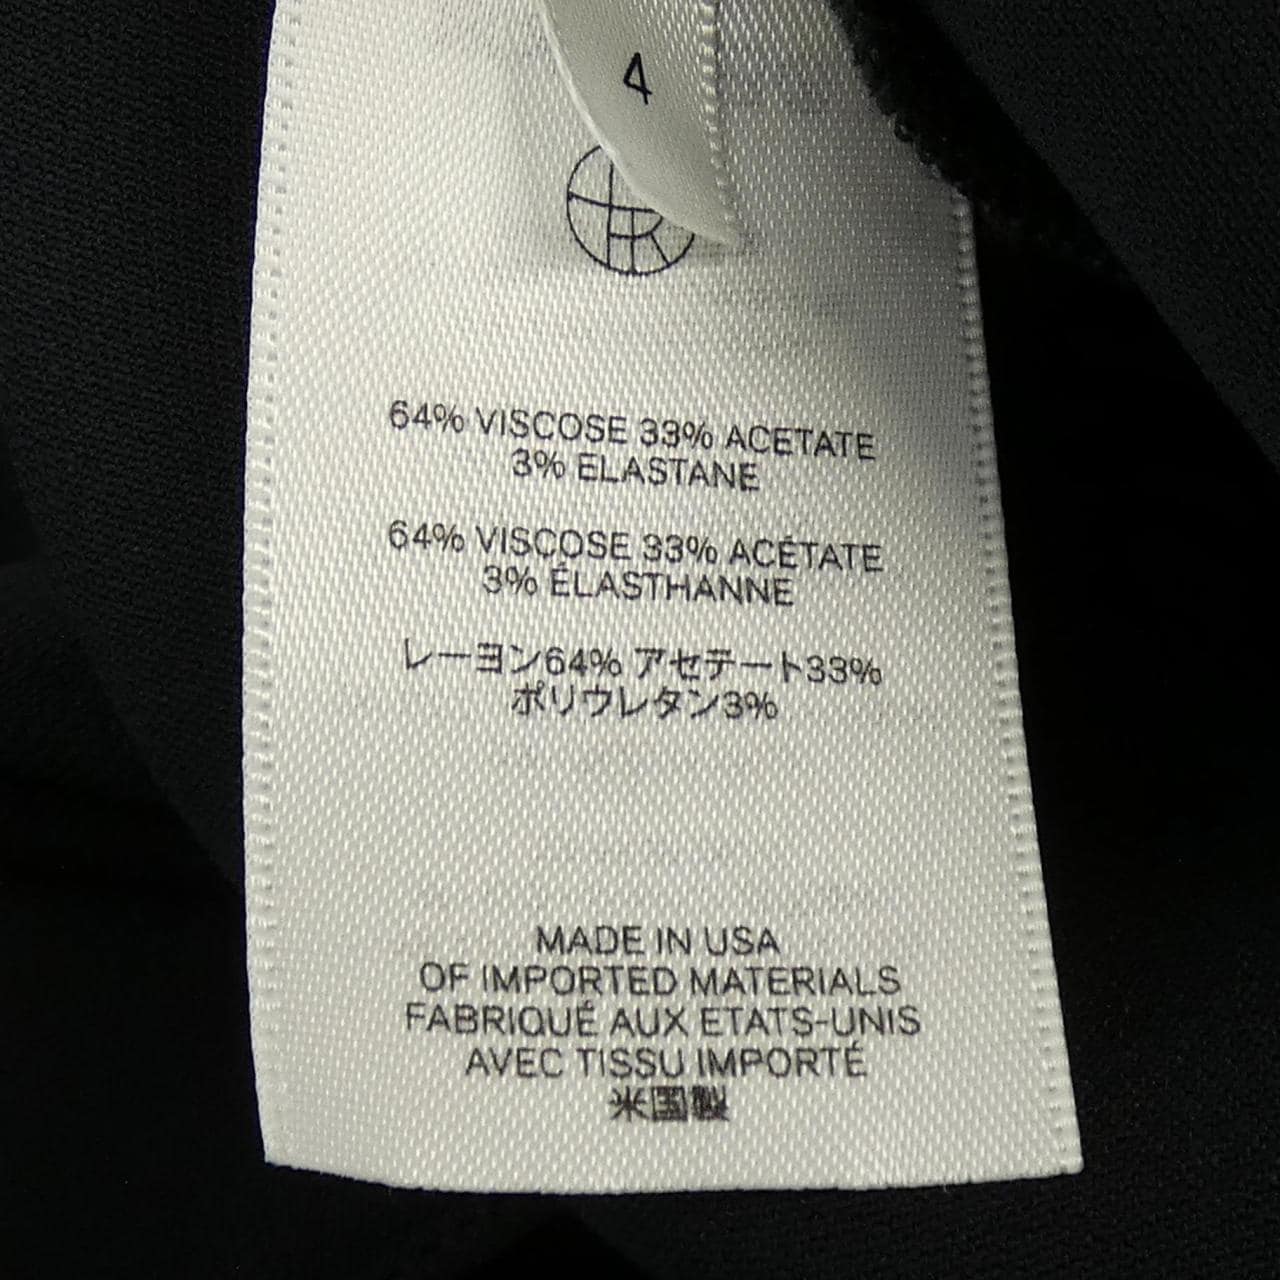 4
64% VISCOSE 33% ACETATE
3% ELASTANE
64% VISCOSE 33% ACÉTATE
3% ÉLASTHANNE
レーヨン64% アセテート33%
ポリウレタン3%
MADE IN USA
OF IMPORTED MATERIALS
FABRIQUÉ AUX ETATS-UNIS
AVEC TISSU IMPORTÉ
米国製